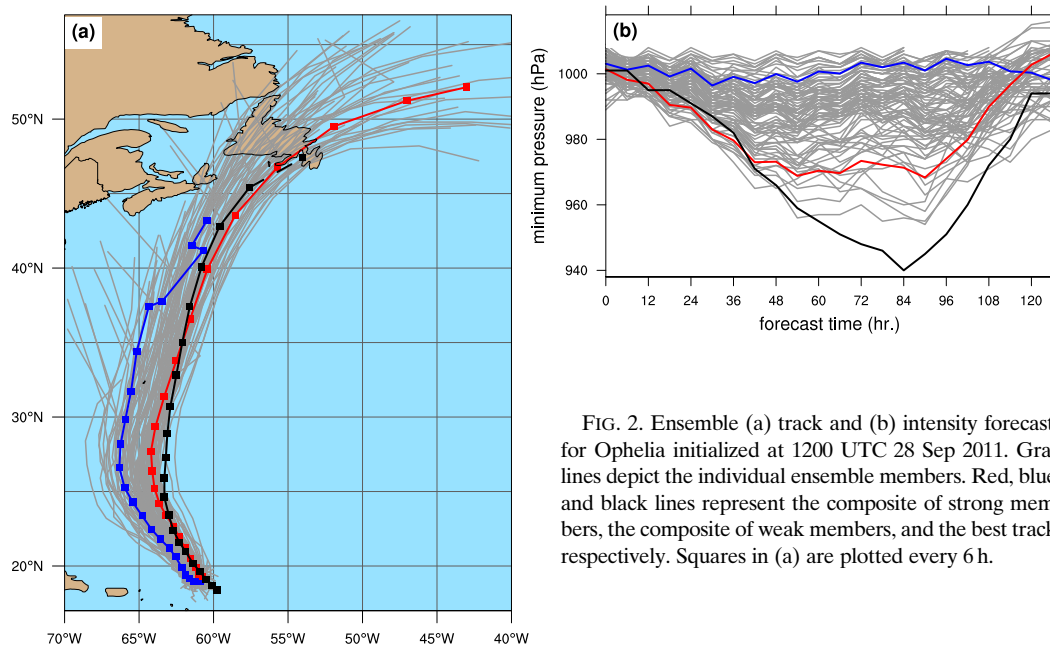 (a)
50°N
40°N
30°N
20°N
70°W 65°W 60°W 55°W 50°W 45°W 40°W
(b)
minimum pressure (hPa)
1000
980
960
940
0 12 24 36 48 60 72 84 96 108 120
forecast time (hr.)
FIG. 2. Ensemble (a) track and (b) intensity forecast
for Ophelia initialized at 1200 UTC 28 Sep 2011. Gra
lines depict the individual ensemble members. Red, blue
and black lines represent the composite of strong mem
bers, the composite of weak members, and the best track
respectively. Squares in (a) are plotted every 6 h.